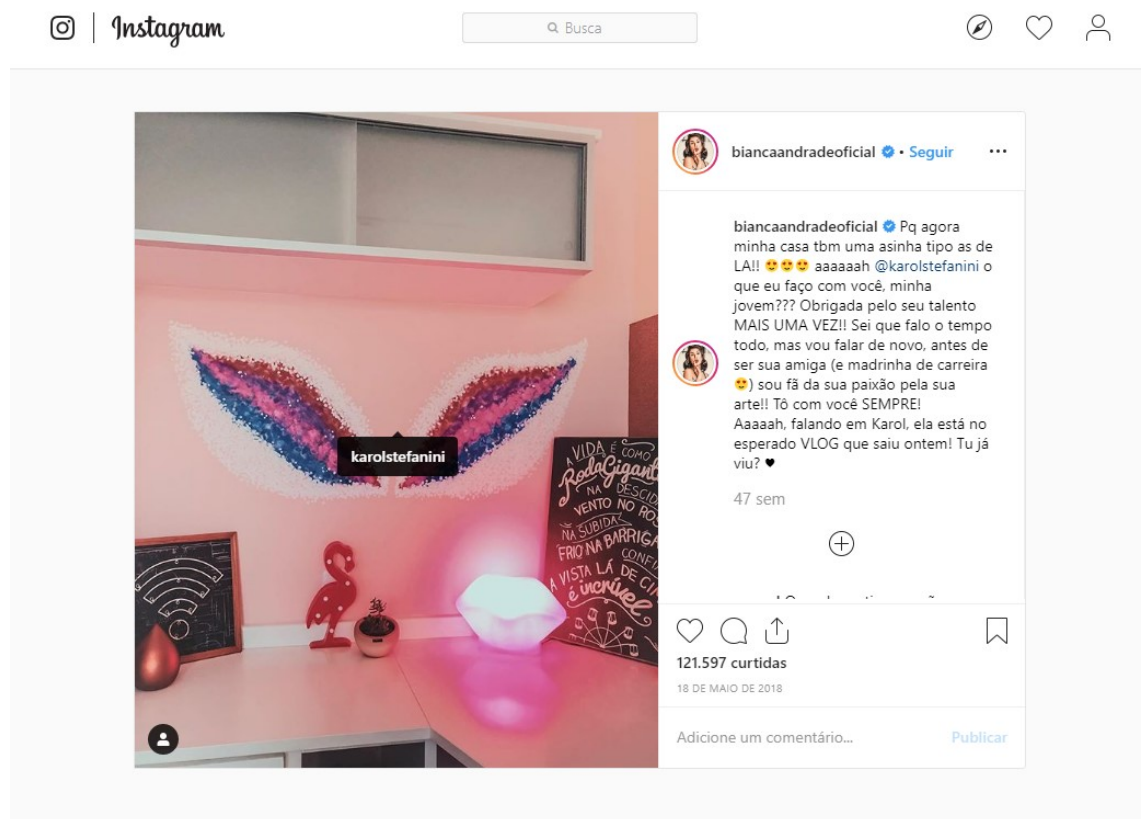 Instagram
Busca
biancaandradeoficial • Seguir
biancaandradeoficial Pq agora
minha casa tbm uma asinha tipo as de
LA!! 😍😍😍 aaaaaah @karolstefanini o
que eu faço com você, minha
jovem??? Obrigada pelo seu talento
MAIS UMA VEZ!! Sei que falo o tempo
todo, mas vou falar de novo, antes de
ser sua amiga (e madrinha de carreira
😍) sou fã da sua paixão pela sua
arte!! Tô com você SEMPRE!
Aaaaah, falando em Karol, ela está no
esperado VLOG que saiu ontem! Tu já
viu? ♥
47 sem
121.597 curtidas
18 DE MAIO DE 2018
Adicione um comentário...
Publicar
karolstefanini
A VIDA É COMO
RodaGigant
NA DESCID
VENTO NO RO
NA SUBIDA
FRIO NA BARRIGA
CONFI
A VISTA LÁ DE CI
é incrível